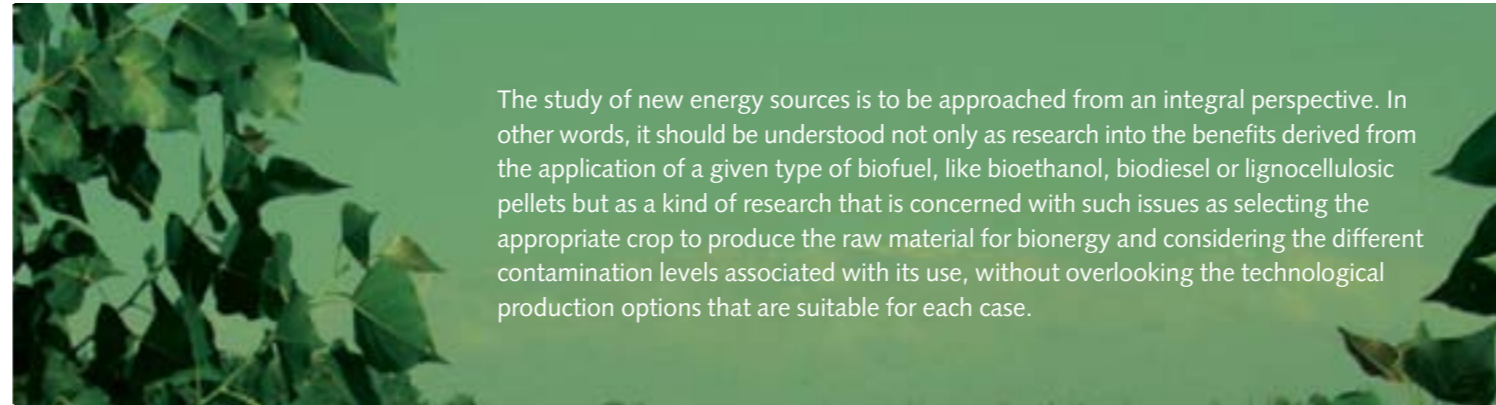 The study of new energy sources is to be approached from an integral perspective. In
other words, it should be understood not only as research into the benefits derived from
the application of a given type of biofuel, like bioethanol, biodiesel or lignocellulosic
pellets but as a kind of research that is concerned with such issues as selecting the
appropriate crop to produce the raw material for bionergy and considering the different
contamination levels associated with its use, without overlooking the technological
production options that are suitable for each case.